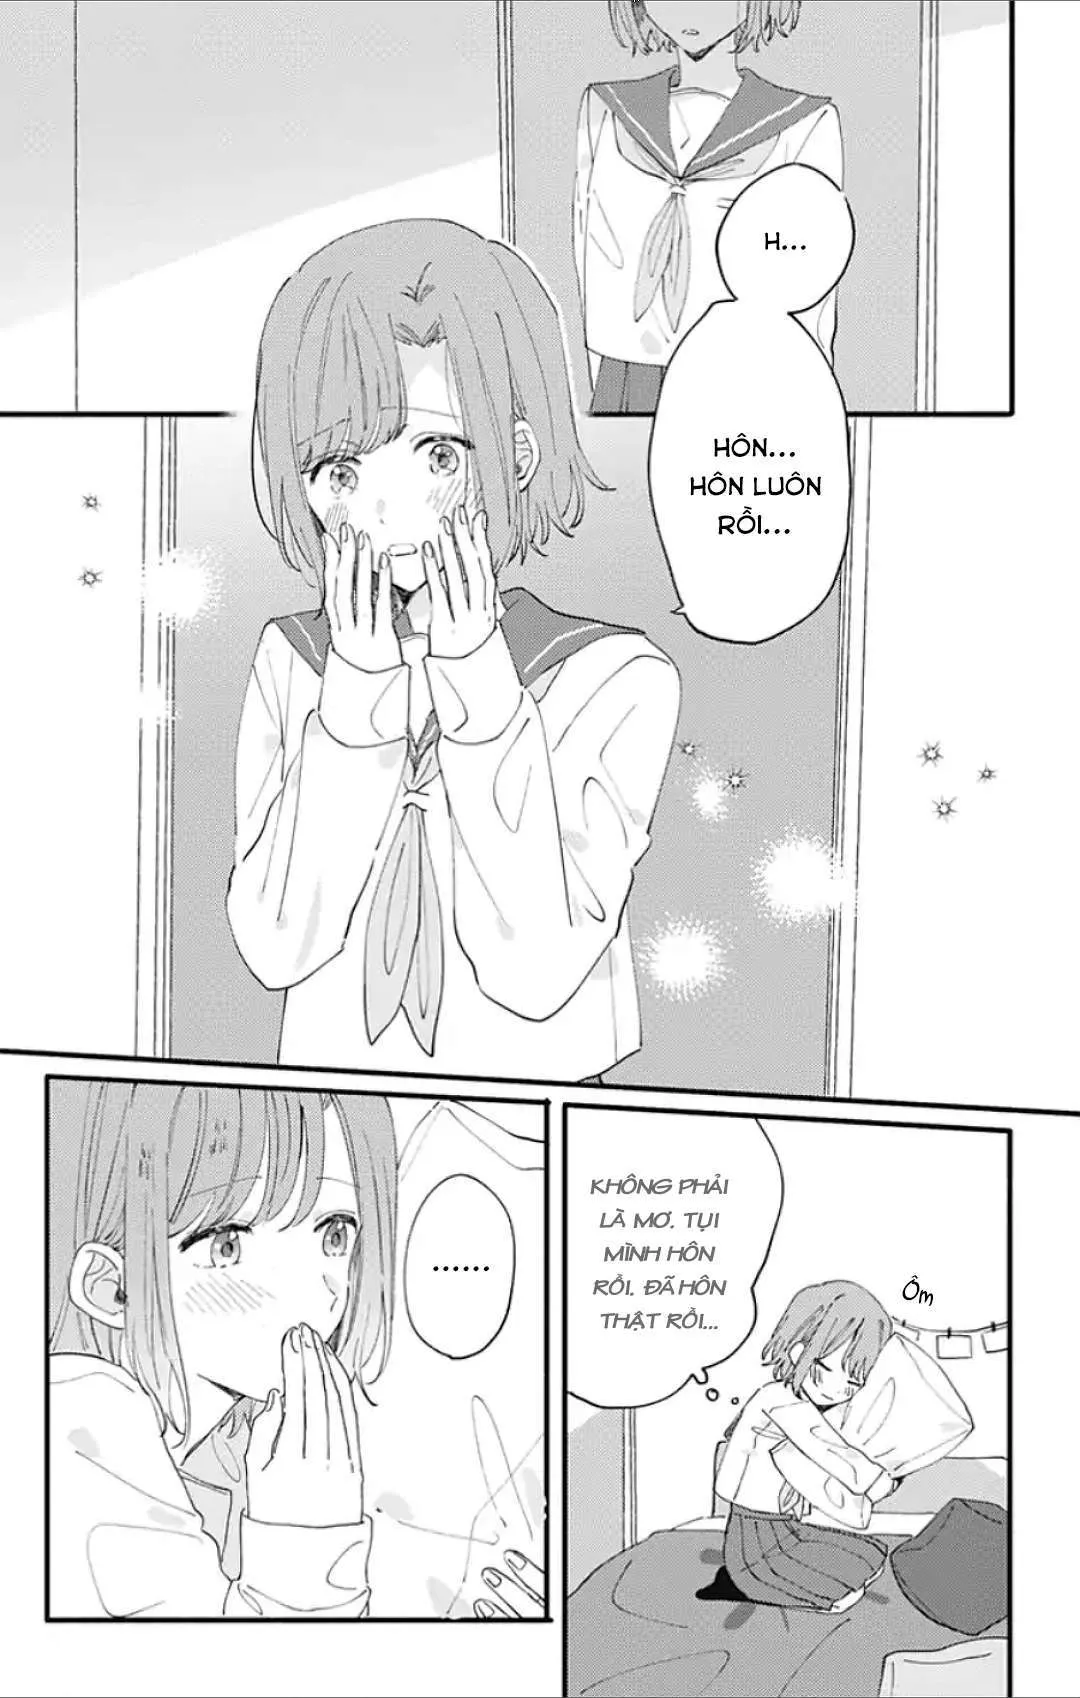 H...
HÔN...
HÔN LUÔN
RỒI...
......
KHÔNG PHẢI
LÀ MƠ. TỤI
MÌNH HÔN
RỒI. ĐÃ HÔN
THẬT RỒI...
Ôm